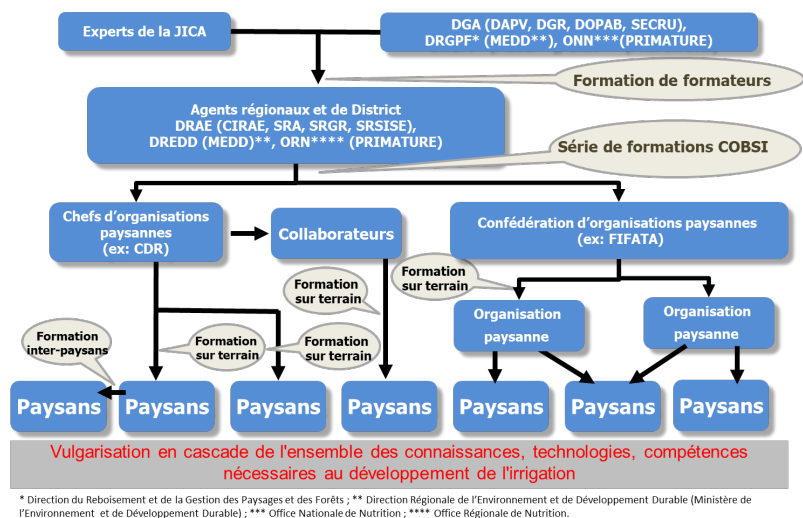 Experts de la JICA
DGA (DAPV, DGR, DOPAB, SECRU),
DRGPF* (MEDD**), ONN***(PRIMATURE)
Formation de formateurs
Agents régionaux et de District
DRAE (CIRAE, SRA, SRGR, SRSISE),
DREDD (MEDD)**, ORN**** (PRIMATURE)
Série de formations COBSI
Chefs d'organisations
paysannes
(ex: CDR)
Collaborateurs
Confédération d'organisations paysannes
(ex: FIFATA)
Formation
sur terrain
Formation
sur terrain
Organisation
paysanne
Organisation
paysanne
Formation
inter-paysans
Formation
sur terrain
Formation
sur terrain
Paysans
Paysans
Paysans
Paysans
Paysans
Paysans
Paysans
Vulgarisation en cascade de l'ensemble des connaissances, technologies, compétences
nécessaires au développement de l'irrigation
* Direction du Reboisement et de la Gestion des Paysages et des Forêts ; ** Direction Régionale de l'Environnement et de Développement Durable (Ministère de
l'Environnement et de Développement Durable) ; *** Office Nationale de Nutrition ; **** Office Régionale de Nutrition.